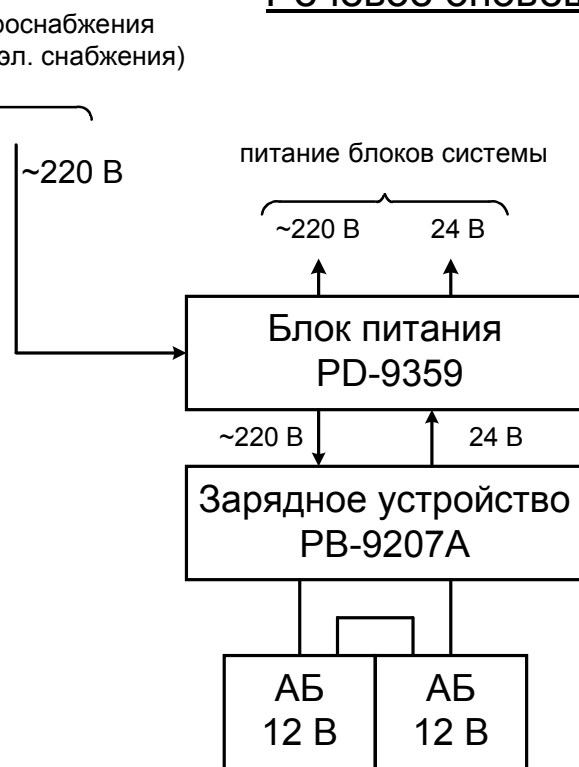 эл. снабжения)
~220 В
питание блоков системы
~220 В 24 В
Блок питания
PD-9359
~220 В 24 В
Зарядное устройство
PB-9207A
АБ АБ
12 В 12 В